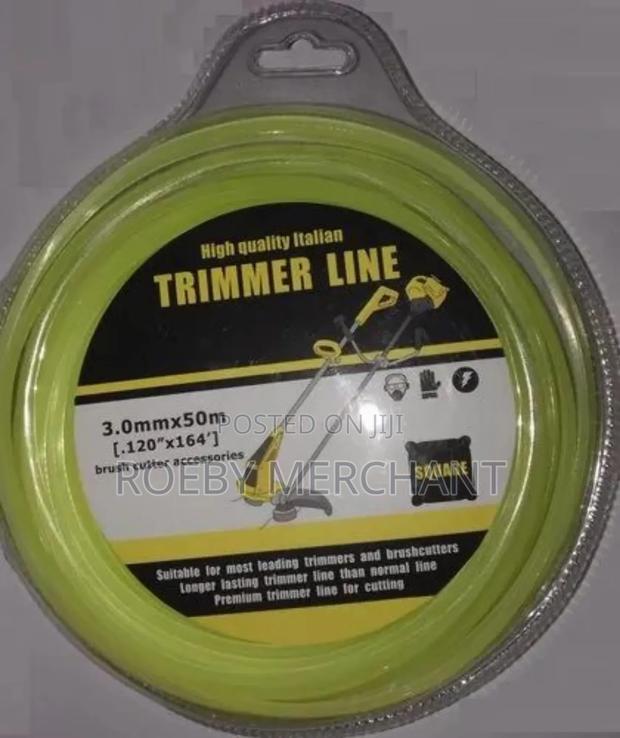 High quality Italian
TRIMMER LINE
3.0mmx50m
[.120"x164']
brush cutter accessories
POSTED ON JIJI
ROEBY MERCHANT
SQUARE
Suitable for most leading trimmers and brushcutters
Longer lasting trimmer line than normal line
Premium trimmer line for cutting